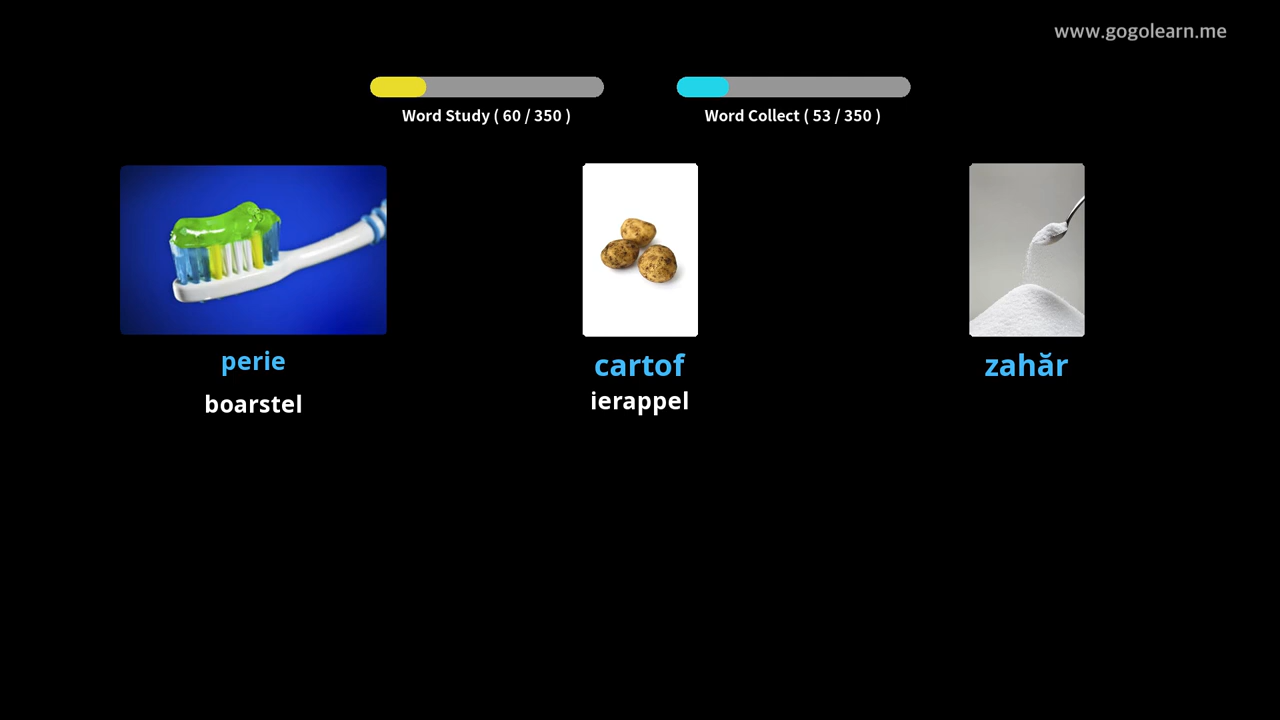 www.gogolearn.me
Word Study ( 60 / 350 )
Word Collect ( 53 / 350 )
perie
boarstel
cartof
ierappel
zahăr